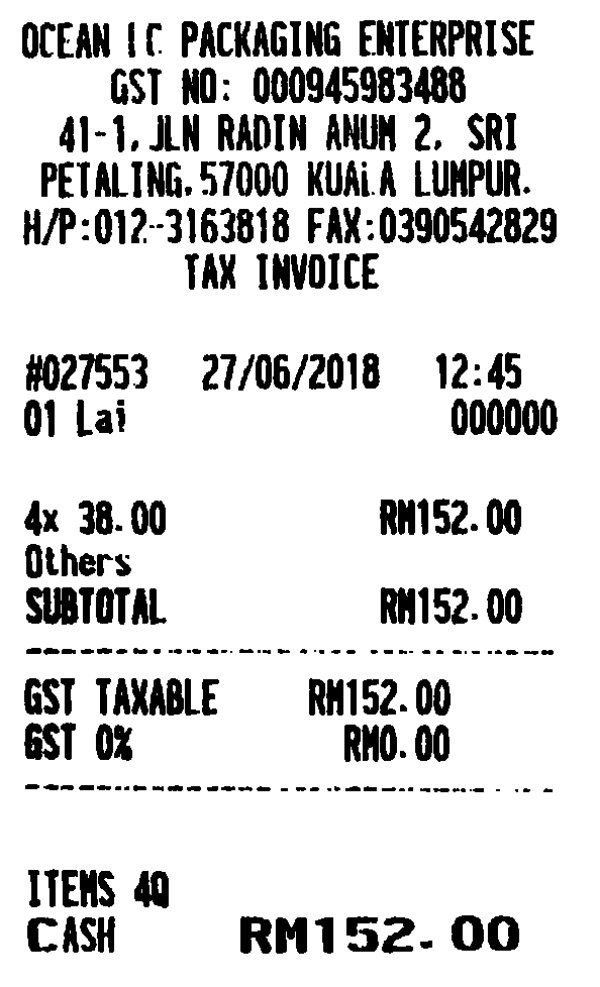 OCEAN LC PACKAGING ENTERPRISE
GST NO: 000945983488
41-1, JLN RADIN ANUM 2, SRI
PETALING, 57000 KUALA LUMPUR.
H/P:012-3163818 FAX:0390542829
TAX INVOICE
#027553 27/06/2018 12:45
01 Lai 000000
4x 38.00 RM152.00
Others
SUBTOTAL RM152.00
GST TAXABLE RM152.00
GST 0% RM0.00
ITEMS 4Q
CASH RM152.00